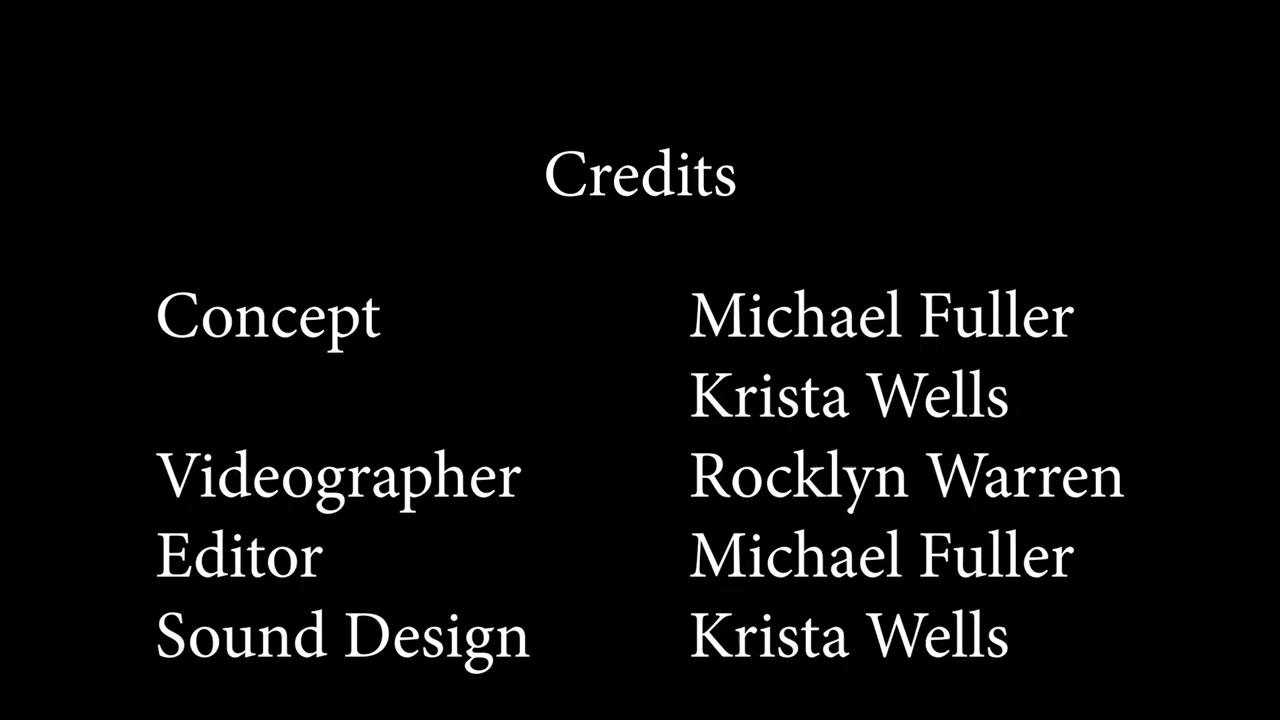 Credits
Concept Michael Fuller
Krista Wells
Videographer Rocklyn Warren
Editor Michael Fuller
Sound Design Krista Wells